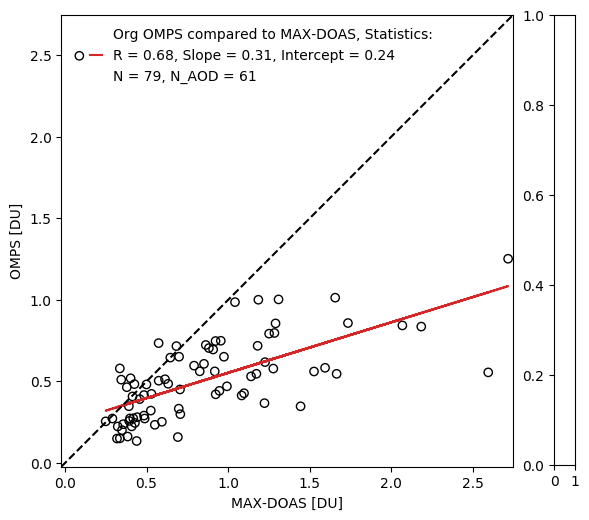 Org OMPS compared to MAX-DOAS, Statistics:
R = 0.68, Slope = 0.31, Intercept = 0.24
N = 79, N_AOD = 61
OMPS [DU]
2.5
2.0
1.5
1.0
0.5
0.0
0.0 0.5 1.0 1.5 2.0 2.5
MAX-DOAS [DU]
1.0
0.8
0.6
0.4
0.2
0.0
0 1